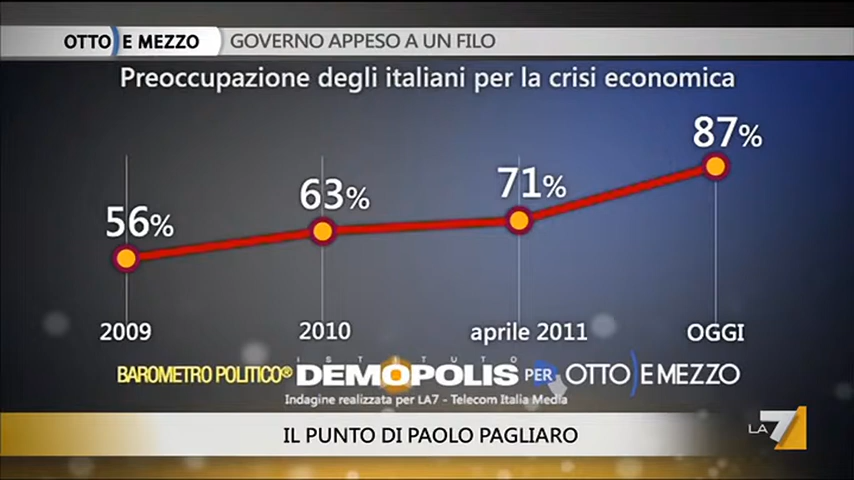 OTTO E MEZZO GOVERNO APPESO A UN FILO
Preoccupazione degli italiani per la crisi economica
87%
71%
63%
56%
2009 2010 aprile 2011 OGGI
ISTITUTO
BAROMETRO POLITICO® DEMOPOLIS PER OTTO E MEZZO
Indagine realizzata per LA7 - Telecom Italia Media
IL PUNTO DI PAOLO PAGLIARO
LA7